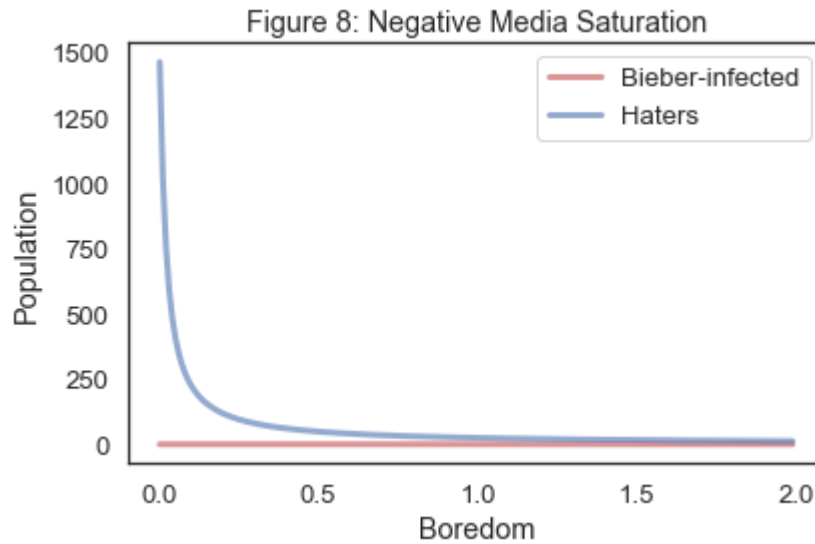 Figure 8: Negative Media Saturation
Bieber-infected
Haters
1500
1250
1000
750
500
250
0
Population
0.0 0.5 1.0 1.5 2.0
Boredom